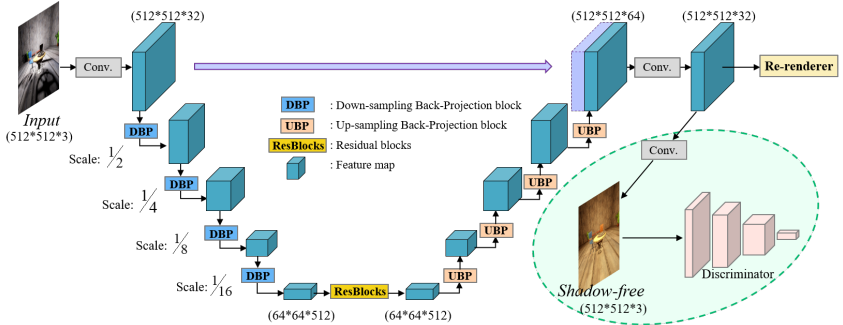 (512*512*32)
(512*512*64)
(512*512*32)
Conv.
Conv.
Re-renderer
Input
(512*512*3)
DBP
DBP : Down-sampling Back-Projection block
UBP : Up-sampling Back-Projection block
ResBlocks : Residual blocks
: Feature map
UBP
Scale: 1/2
Conv.
DBP
UBP
Scale: 1/4
DBP
UBP
Scale: 1/8
DBP
UBP
Scale: 1/16
ResBlocks
(64*64*512)
(64*64*512)
Discriminator
Shadow-free
(512*512*3)